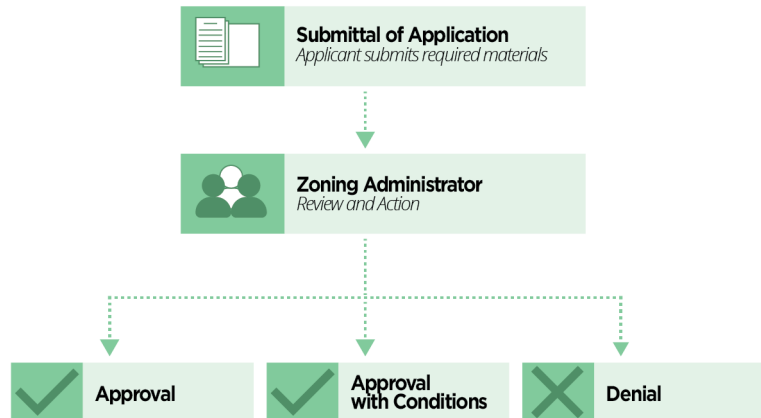 Submittal of Application
Applicant submits required materials
Zoning Administrator
Review and Action
Approval
Approval
with Conditions
Denial